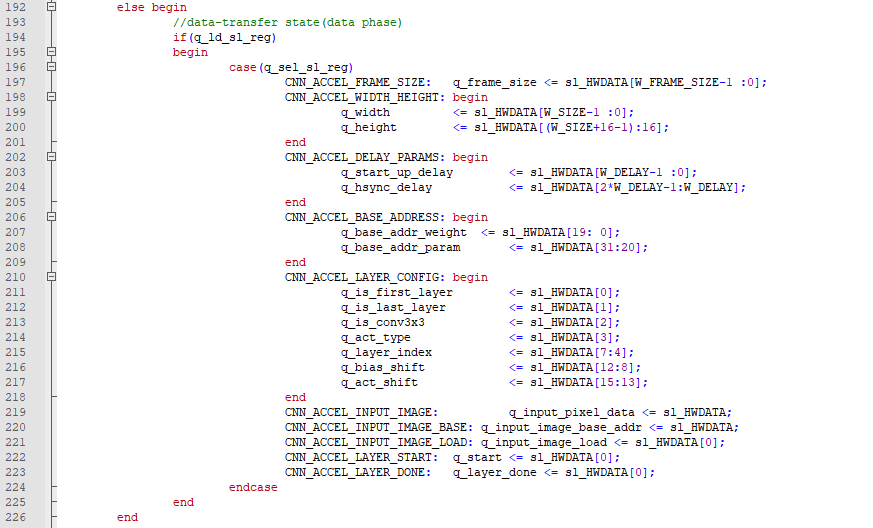 192 else begin
193 //data-transfer state(data phase)
194 if(q_ld_sl_reg)
195 begin
196 case(q_sel_sl_reg)
197 CNN_ACCEL_FRAME_SIZE: q_frame_size <= sl_HWDATA[W_FRAME_SIZE-1 :0];
198 CNN_ACCEL_WIDTH_HEIGHT: begin
199 q_width <= sl_HWDATA[W_SIZE-1 :0];
200 q_height <= sl_HWDATA[(W_SIZE+16-1):16];
201 end
202 CNN_ACCEL_DELAY_PARAMS: begin
203 q_start_up_delay <= sl_HWDATA[W_DELAY-1 :0];
204 q_hsync_delay <= sl_HWDATA[2*W_DELAY-1:W_DELAY];
205 end
206 CNN_ACCEL_BASE_ADDRESS: begin
207 q_base_addr_weight <= sl_HWDATA[19: 0];
208 q_base_addr_param <= sl_HWDATA[31:20];
209 end
210 CNN_ACCEL_LAYER_CONFIG: begin
211 q_is_first_layer <= sl_HWDATA[0];
212 q_is_last_layer <= sl_HWDATA[1];
213 q_is_conv3x3 <= sl_HWDATA[2];
214 q_act_type <= sl_HWDATA[3];
215 q_layer_index <= sl_HWDATA[7:4];
216 q_bias_shift <= sl_HWDATA[12:8];
217 q_act_shift <= sl_HWDATA[15:13];
218 end
219 CNN_ACCEL_INPUT_IMAGE: q_input_pixel_data <= sl_HWDATA;
220 CNN_ACCEL_INPUT_IMAGE_BASE: q_input_image_base_addr <= sl_HWDATA;
221 CNN_ACCEL_INPUT_IMAGE_LOAD: q_input_image_load <= sl_HWDATA[0];
222 CNN_ACCEL_LAYER_START: q_start <= sl_HWDATA[0];
223 CNN_ACCEL_LAYER_DONE: q_layer_done <= sl_HWDATA[0];
224 endcase
225 end
226 end